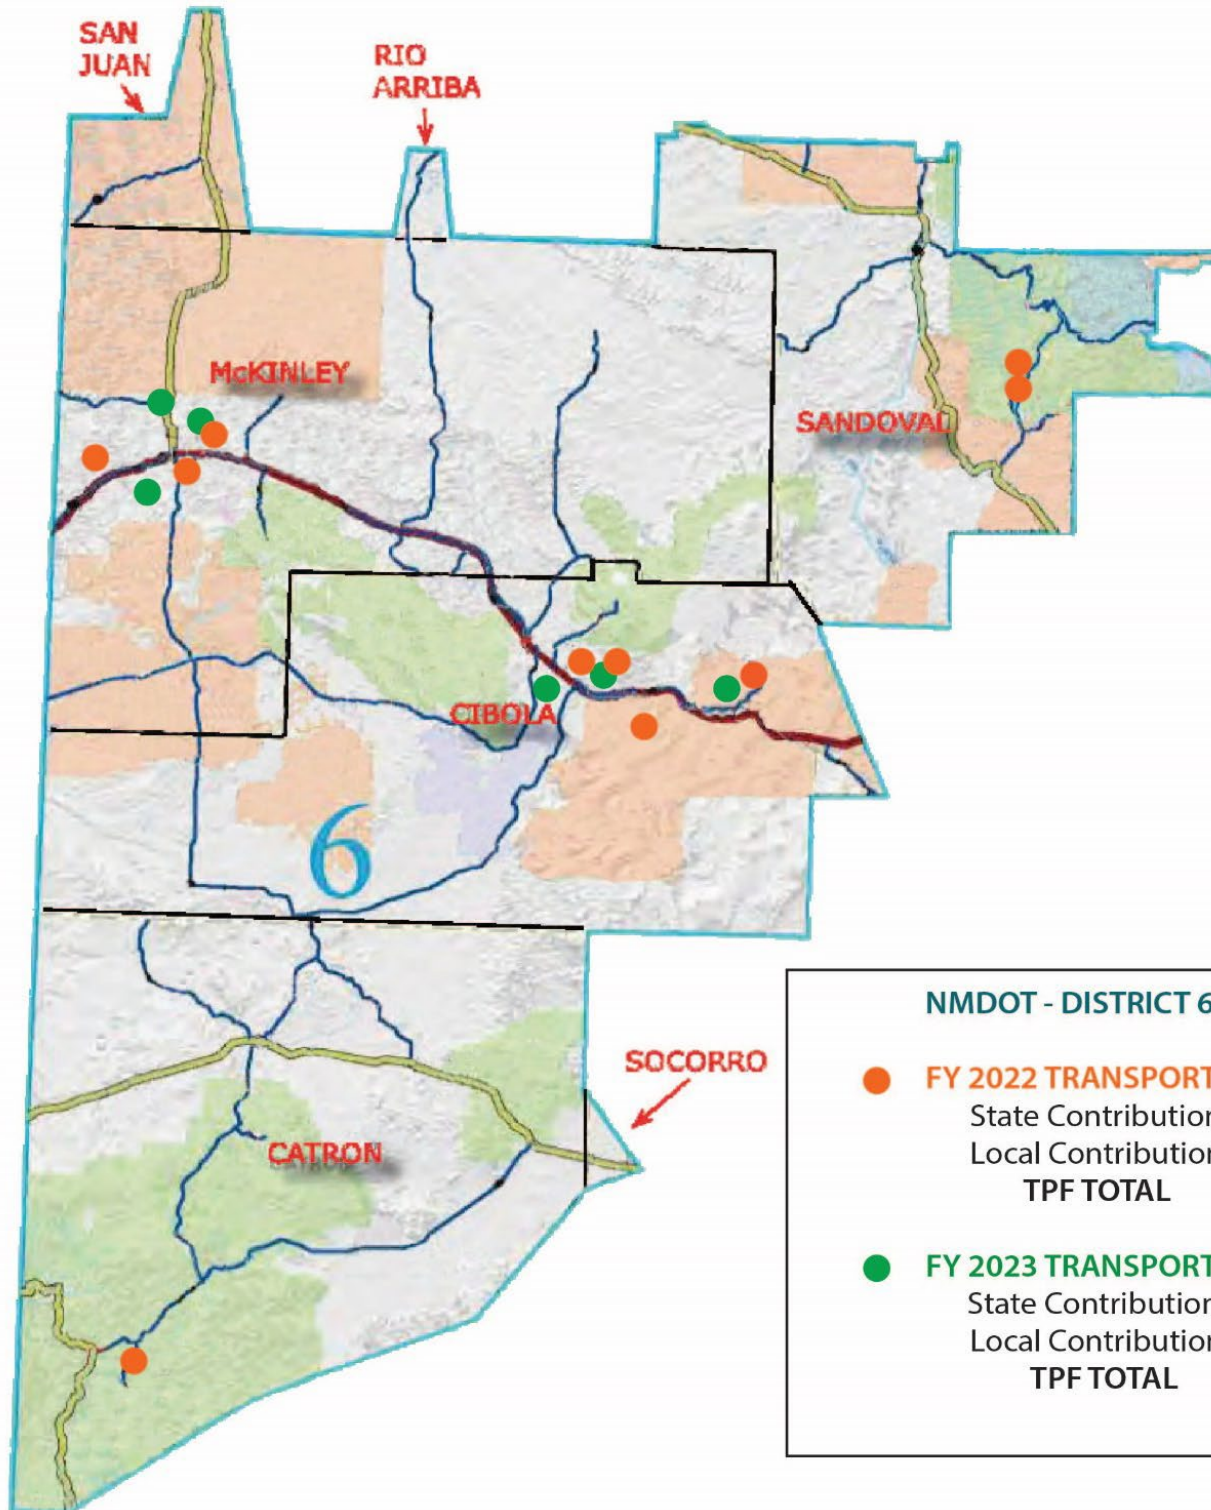 SAN
JUAN
RIO
ARRIBA
McKINLEY
SANDOVAL
CIBOLA
6
SOCORRO
CATRON
NMDOT - DISTRICT 6
FY 2022 TRANSPORT
State Contribution
Local Contribution
TPF TOTAL
FY 2023 TRANSPORT
State Contribution
Local Contribution
TPF TOTAL